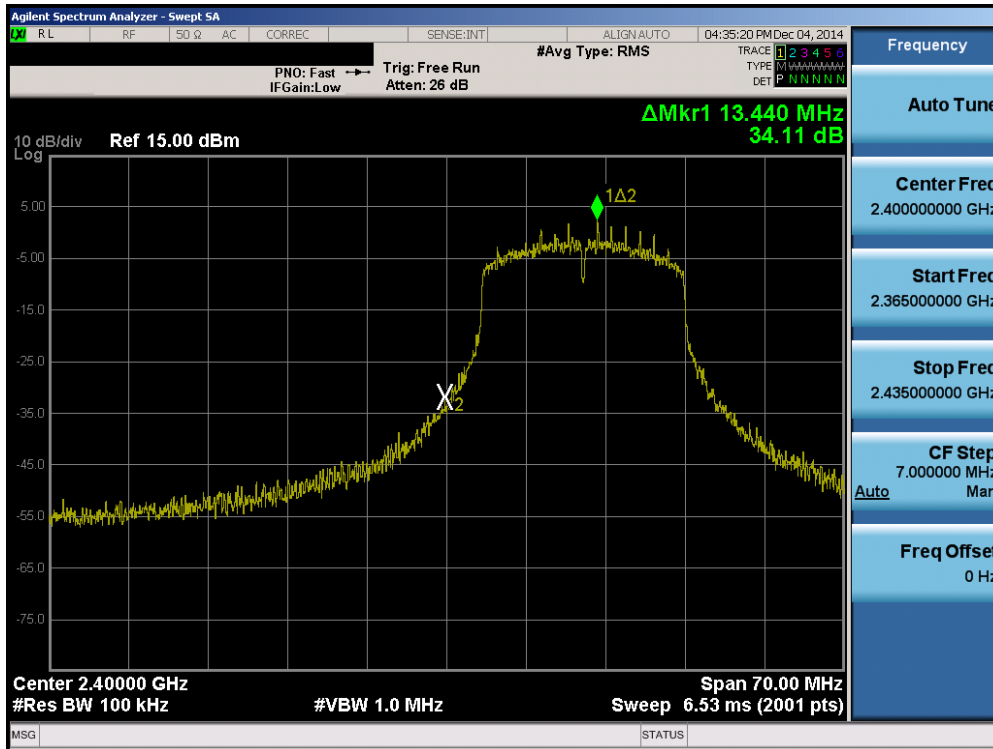 Agilent Spectrum Analyzer - Swept SA
LXI RL RF 50 Ω AC CORREC SENSE:INT ALIGN AUTO 04:35:20 PM Dec 04, 2014
PNO: Fast
IFGain:Low
Trig: Free Run
Atten: 26 dB
#Avg Type: RMS
TRACE 1 2 3 4 5 6
TYPE M
DET P N N N N N
ΔMkr1 13.440 MHz
34.11 dB
10 dB/div Ref 15.00 dBm
Log
5.00
-5.00
-15.0
-25.0
-35.0
-45.0
-55.0
-65.0
-75.0
1Δ2
X2
Center 2.40000 GHz Span 70.00 MHz
#Res BW 100 kHz #VBW 1.0 MHz Sweep 6.53 ms (2001 pts)
MSG STATUS
Frequency
Auto Tune
Center Freq
2.400000000 GHz
Start Freq
2.365000000 GHz
Stop Freq
2.435000000 GHz
CF Step
7.000000 MHz
Auto Man
Freq Offset
0 Hz